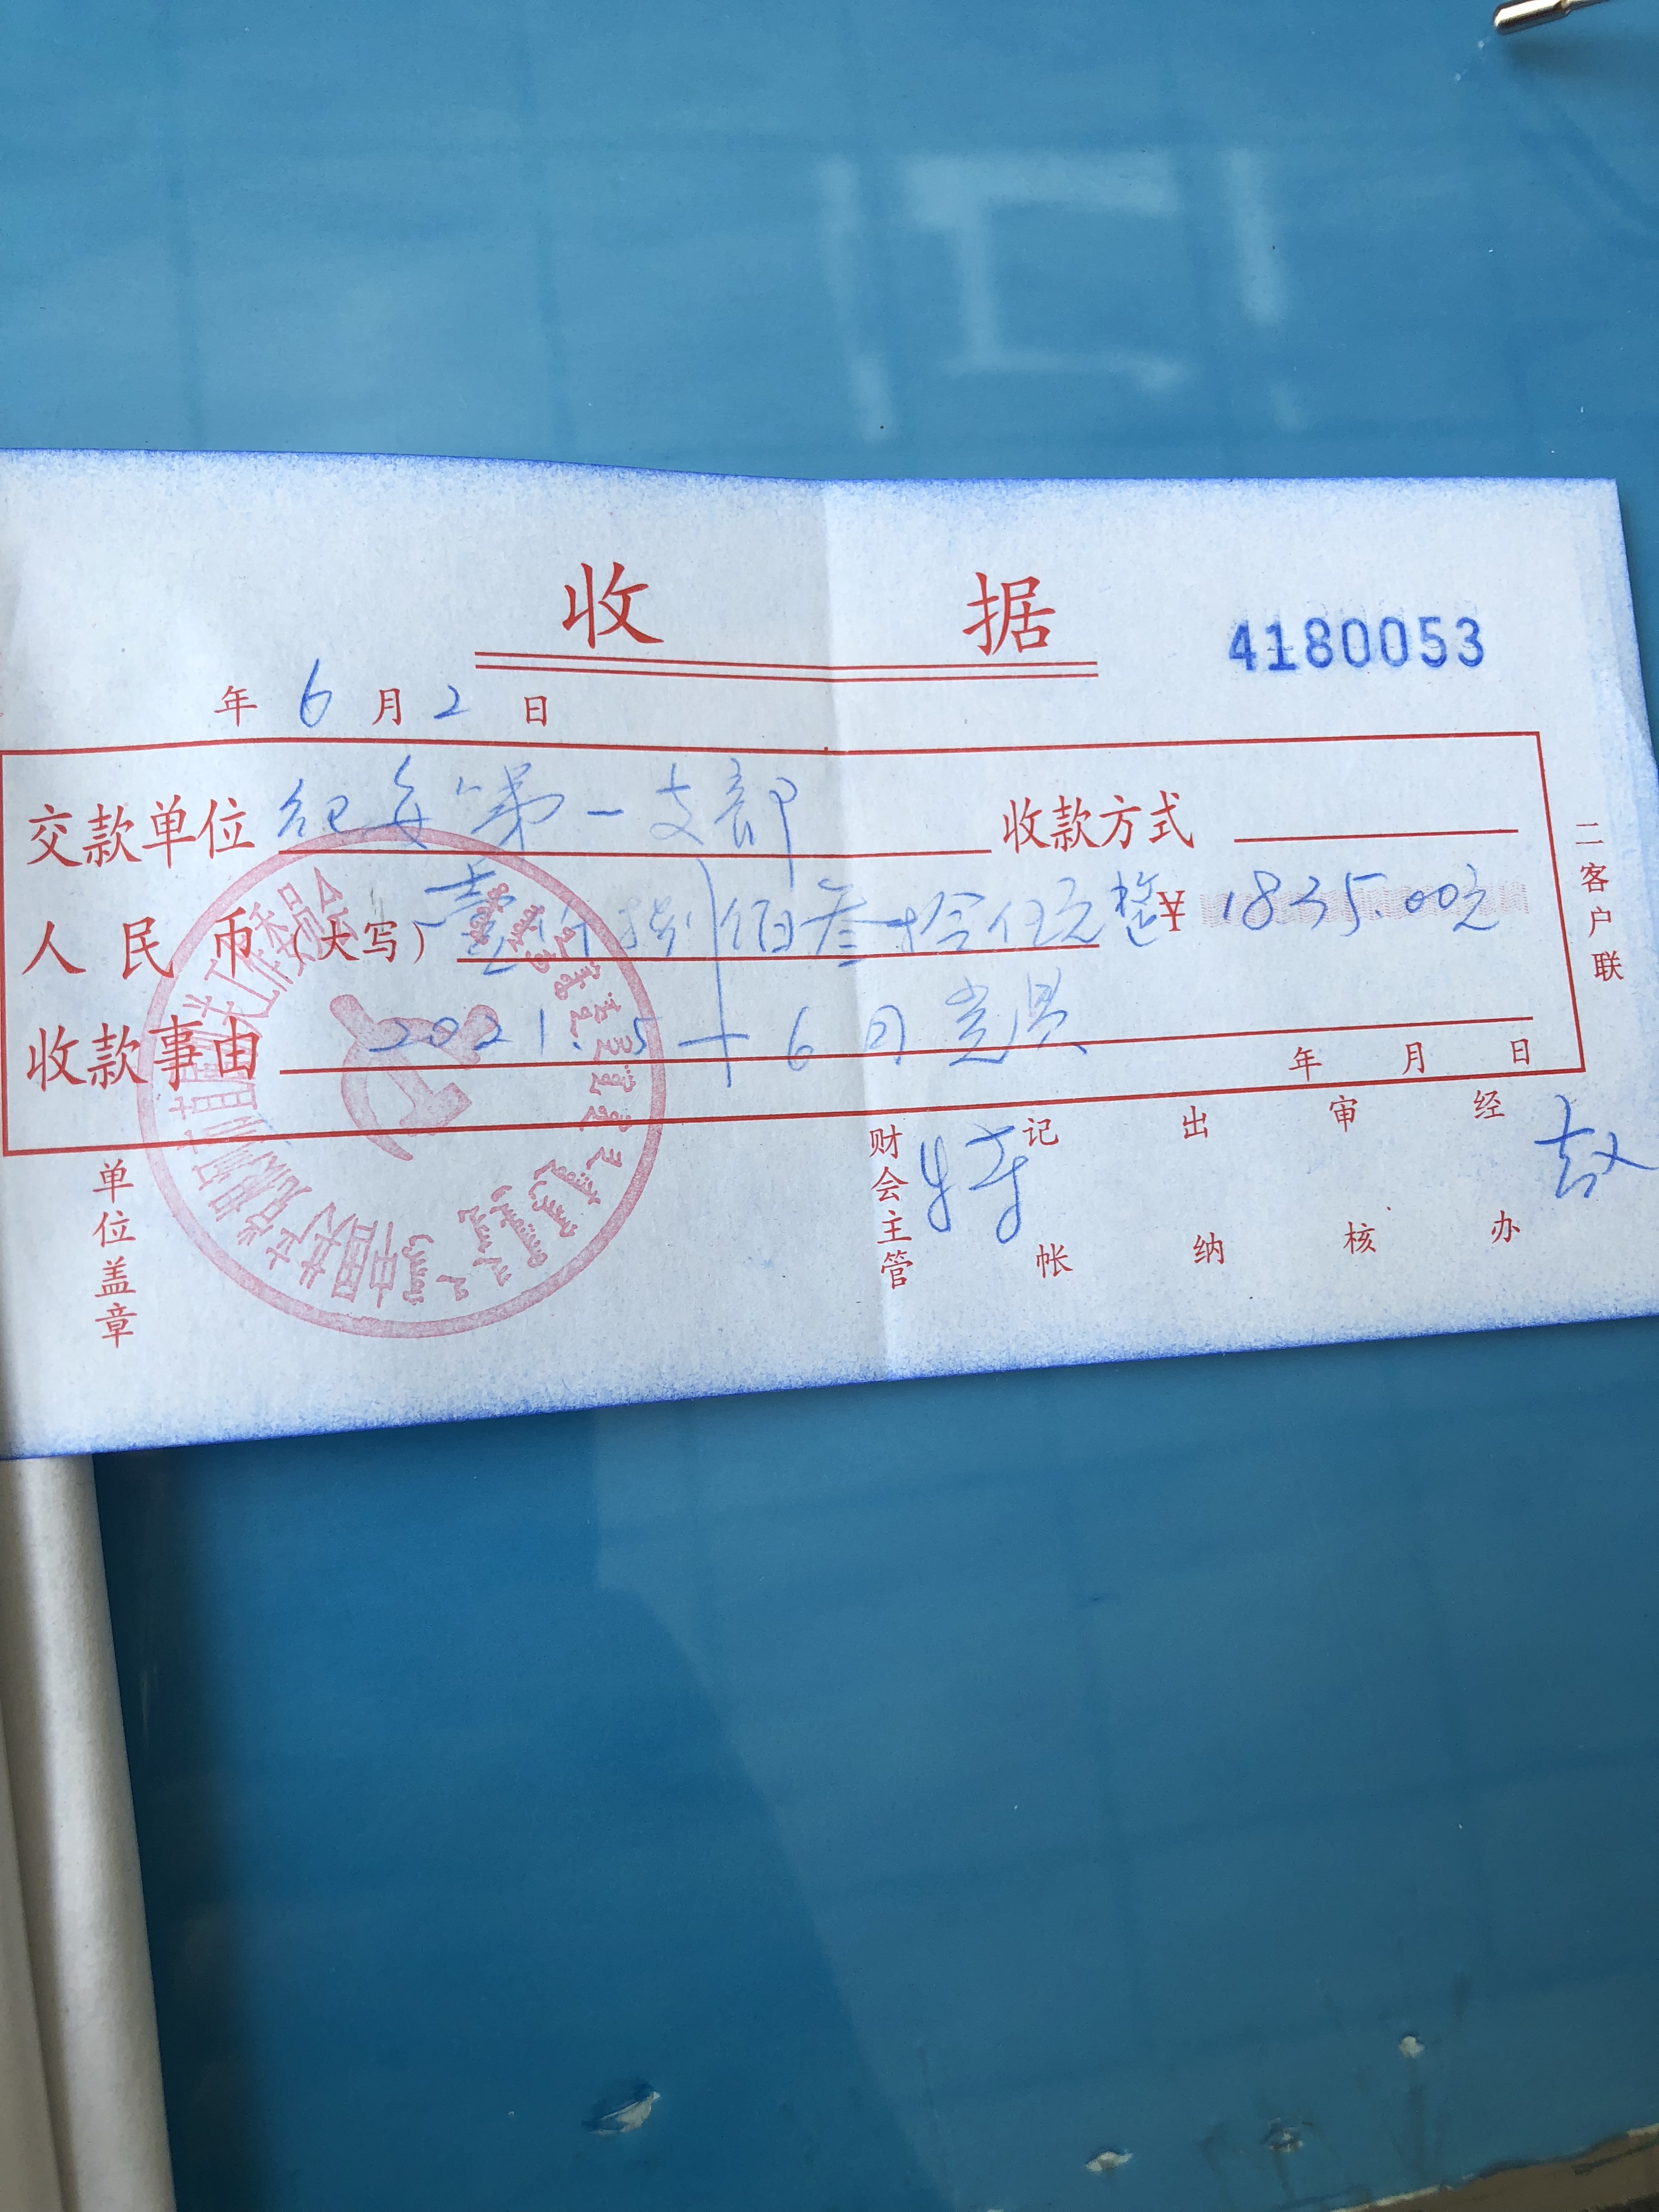 收 据
4180053
年 6 月 2 日
交款单位 纪委第一支部 收款方式
人民币(大写) 壹仟捌佰叁拾伍元整 ¥ 1835.00元
收款事由 2021.5-6月党员
年 月 日
二客户联
单位盖章
财会主管
记帐
出纳
审核
经办